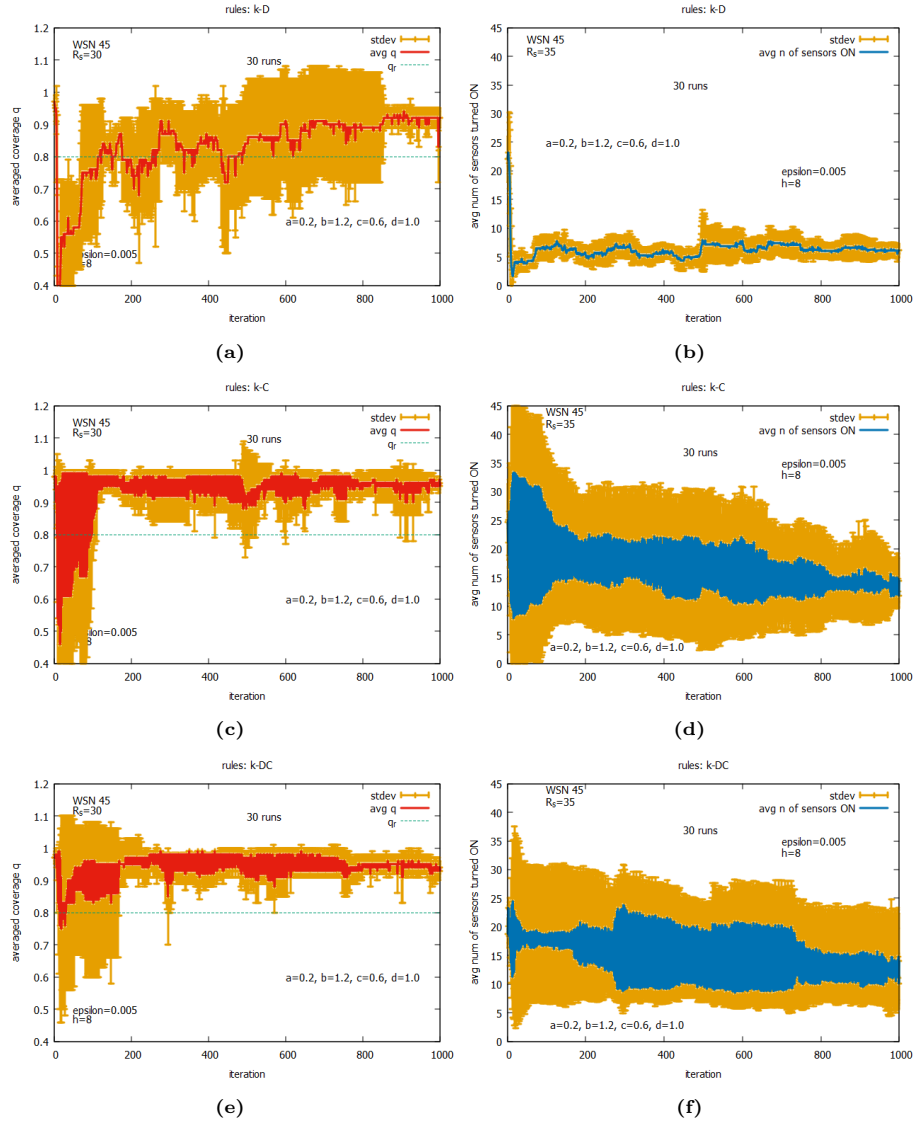 rules: k-D
WSN 45
Rs=30
stdev
avg q
qr
30 runs
a=0.2, b=1.2, c=0.6, d=1.0
epsilon=0.005
h=8
averaged coverage q
1.2
1.1
1
0.9
0.8
0.7
0.6
0.5
0.4
0 200 400 600 800 1000
iteration
(a)
rules: k-D
WSN 45
Rs=35
stdev
avg n of sensors ON
30 runs
a=0.2, b=1.2, c=0.6, d=1.0
epsilon=0.005
h=8
avg num of sensors turned ON
45
40
35
30
25
20
15
10
5
0
0 200 400 600 800 1000
iteration
(b)
rules: k-C
WSN 45
Rs=30
stdev
avg q
qr
30 runs
a=0.2, b=1.2, c=0.6, d=1.0
silon=0.005
8
averaged coverage q
1.2
1.1
1
0.9
0.8
0.7
0.6
0.5
0.4
0 200 400 600 800 1000
iteration
(c)
rules: k-C
WSN 45
Rs=35
stdev
avg n of sensors ON
30 runs
epsilon=0.005
h=8
a=0.2, b=1.2, c=0.6, d=1.0
avg num of sensors turned ON
45
40
35
30
25
20
15
10
5
0
0 200 400 600 800 1000
iteration
(d)
rules: k-DC
WSN 45
Rs=30
stdev
avg q
qr
30 runs
a=0.2, b=1.2, c=0.6, d=1.0
epsilon=0.005
h=8
averaged coverage q
1.2
1.1
1
0.9
0.8
0.7
0.6
0.5
0.4
0 200 400 600 800 1000
iteration
(e)
rules: k-DC
WSN 45
Rs=35
stdev
avg n of sensors ON
30 runs
epsilon=0.005
h=8
a=0.2, b=1.2, c=0.6, d=1.0
avg num of sensors turned ON
45
40
35
30
25
20
15
10
5
0
0 200 400 600 800 1000
iteration
(f)